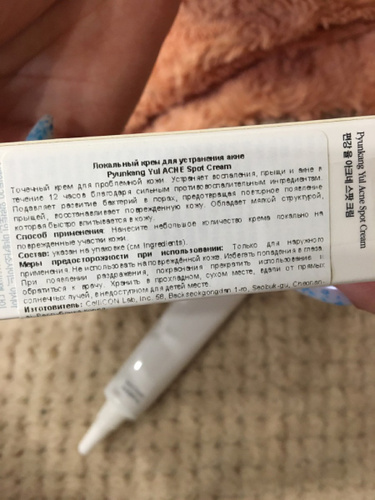 Локальный крем для устранения акне
Pyunkang Yul ACNE Spot Cream
Точечный крем для проблемной кожи. Устраняет воспаления, прыщи и акне в
течение 12 часов благодаря сильным противовоспалительным ингредиентам.
Подавляет развитие бактерий в порах, предотвращая повторное появление
прыщей, восстанавливает поврежденную кожу. Обладает мягкой структурой,
которая быстро впитывается в кожу.
Способ применения: Нанесите небольшое количество крема локально на
поврежденные участки кожи.
Состав: указан на упаковке (см. Ingredients).
Меры предосторожности при использовании: Только для наружного
применения. Не использовать на повреждённой коже. Избегать попадания в глаза.
При появлении раздражения, покраснения прекратить использование и
обратиться к врачу. Хранить в прохладном, сухом месте, вдали от прямых
солнечных лучей, в недоступном для детей месте.
Изготовитель: CellICON Lab, Inc. 58, 1-ro, Seobuk-gu,
Pyunkang Yul Acne Spot Cream